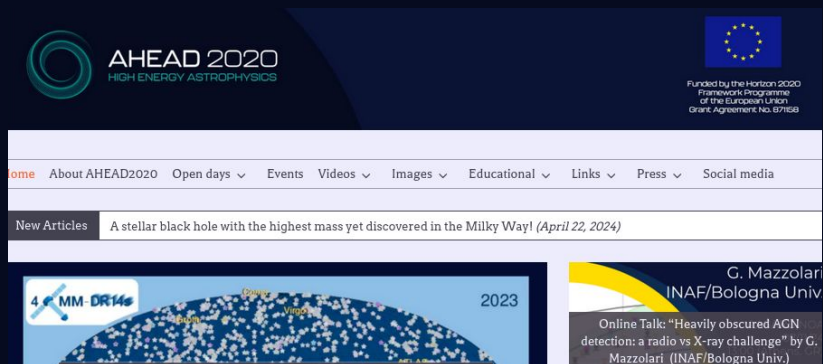 AHEAD 2020
HIGH ENERGY ASTROPHYSICS
Funded by the Horizon 2020
Framework Programme
of the European Union
Grant Agreement No. 871158
Home About AHEAD2020 Open days Events Videos Images Educational Links Press Social media
New Articles A stellar black hole with the highest mass yet discovered in the Milky Way! (April 22, 2024)
4XMM-DR14s
2023
Coma
Virgo
G. Mazzolari
INAF/Bologna Univ.
Online Talk: “Heavily obscured AGN
detection: a radio vs X-ray challenge” by G.
Mazzolari (INAF/Bologna Univ.)